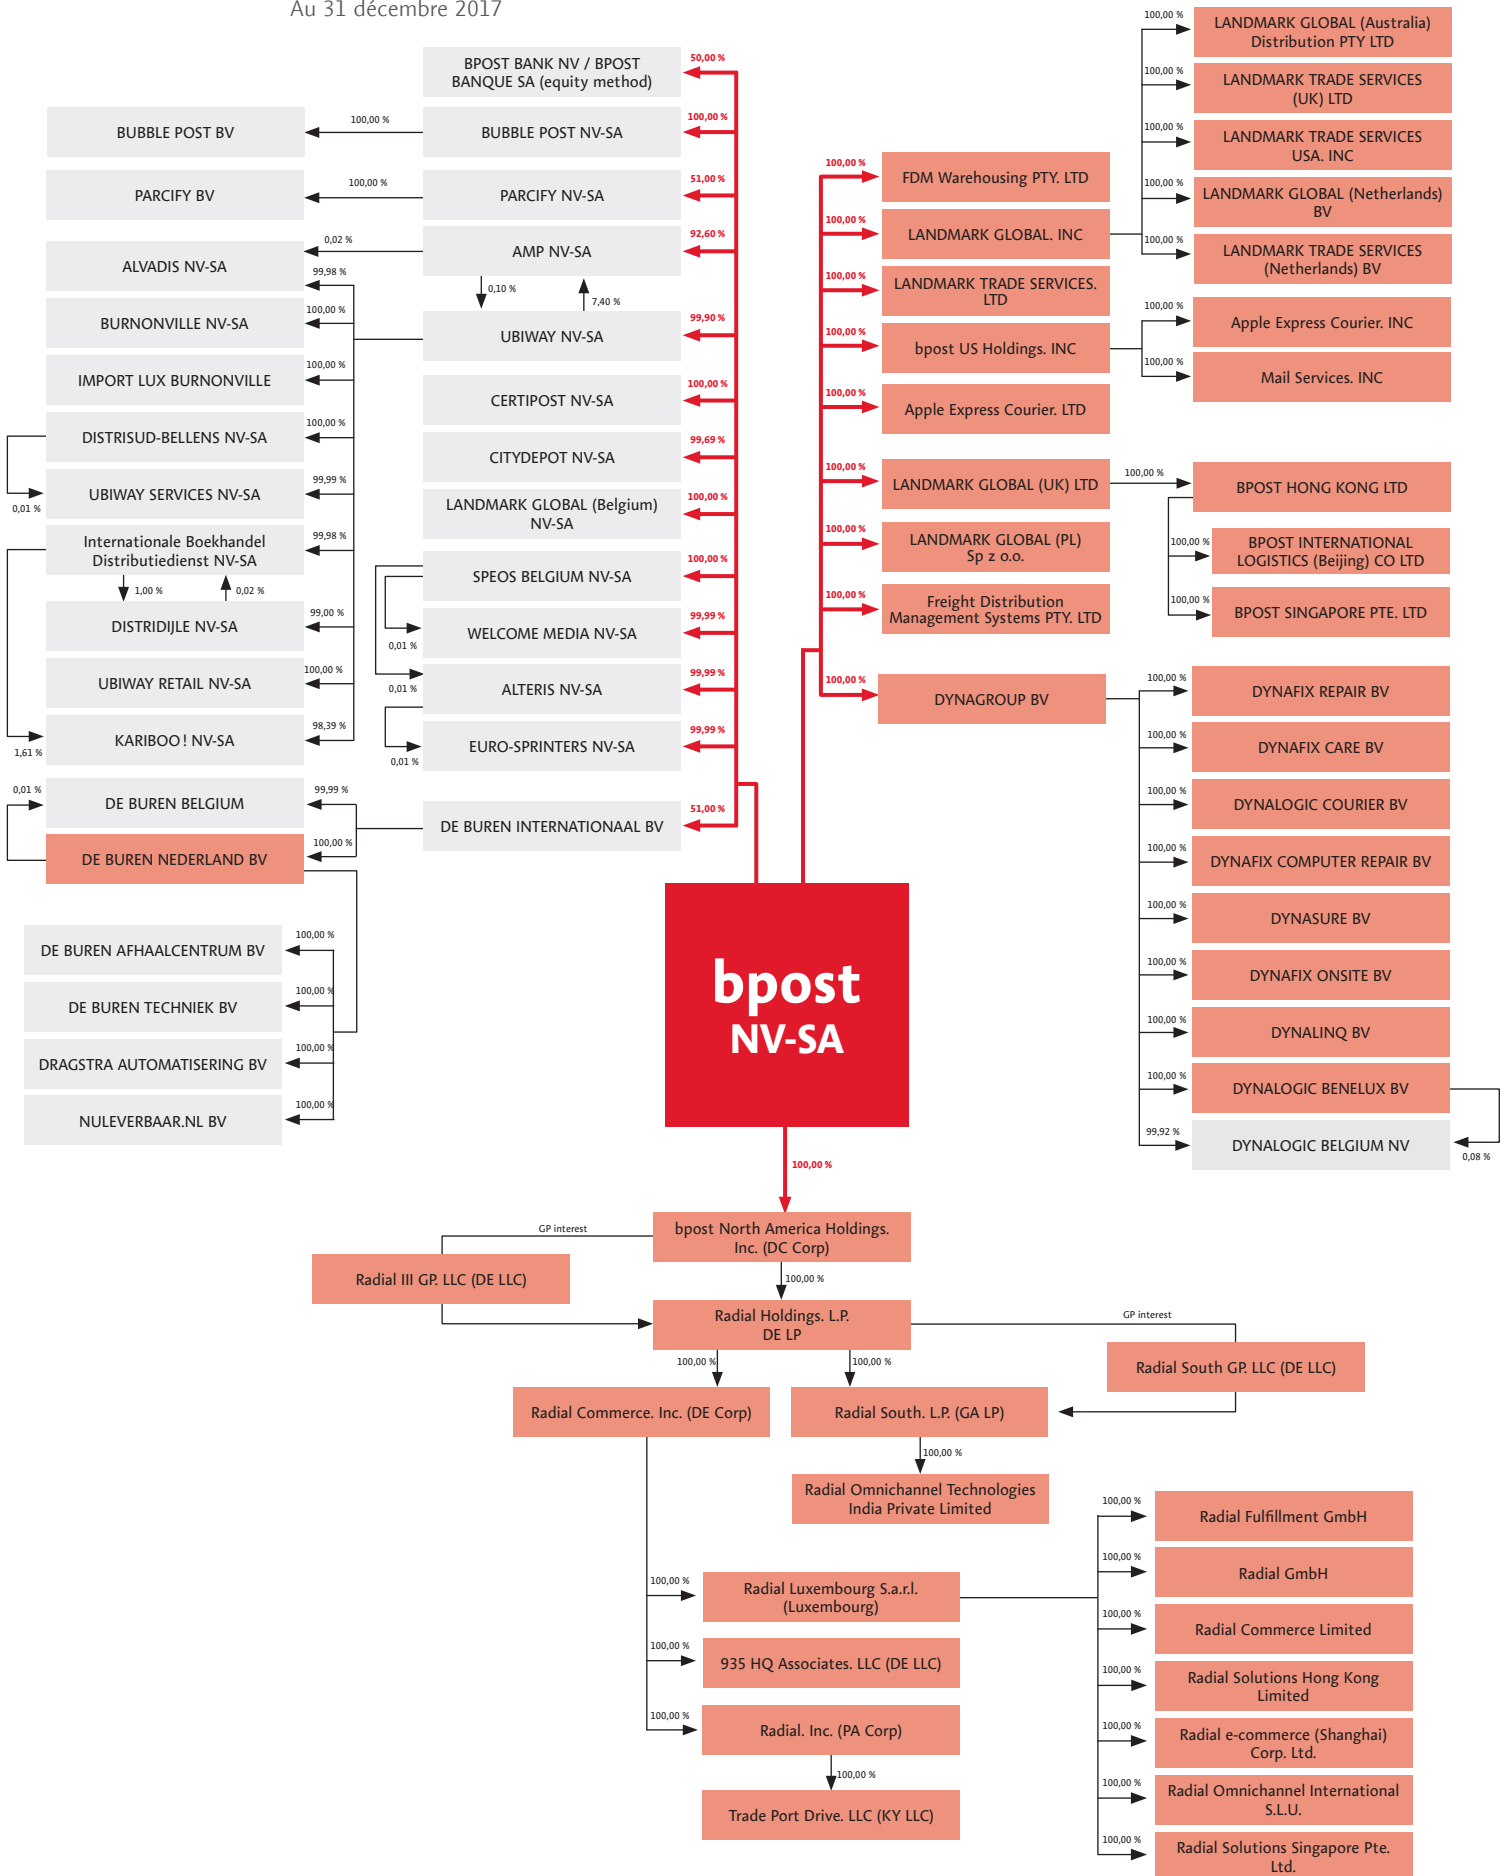 Au 31 décembre 2017
BPOST BANK NV / BPOST
BANQUE SA (equity method)
50,00 %
BUBBLE POST BV
100,00 %
BUBBLE POST NV-SA
100,00 %
PARCIFY BV
100,00 %
PARCIFY NV-SA
51,00 %
ALVADIS NV-SA
0,02 %
99,98 %
AMP NV-SA
92,60 %
0,10 %
7,40 %
BURNONVILLE NV-SA
100,00 %
UBIWAY NV-SA
99,90 %
IMPORT LUX BURNONVILLE
100,00 %
CERTIPOST NV-SA
100,00 %
DISTRISUD-BELLENS NV-SA
100,00 %
CITYDEPOT NV-SA
99,69 %
UBIWAY SERVICES NV-SA
99,99 %
0,01 %
LANDMARK GLOBAL (Belgium)
NV-SA
100,00 %
Internationale Boekhandel
Distributiedienst NV-SA
99,98 %
1,00 %
0,02 %
SPEOS BELGIUM NV-SA
100,00 %
DISTRIDIJLE NV-SA
99,00 %
WELCOME MEDIA NV-SA
99,99 %
0,01 %
UBIWAY RETAIL NV-SA
100,00 %
ALTERIS NV-SA
99,99 %
0,01 %
KARIBOO! NV-SA
98,39 %
1,61 %
EURO-SPRINTERS NV-SA
99,99 %
0,01 %
0,01 %
DE BUREN BELGIUM
99,99 %
DE BUREN INTERNATIONAAL BV
51,00 %
DE BUREN NEDERLAND BV
100,00 %
DE BUREN AFHAALCENTRUM BV
100,00 %
DE BUREN TECHNIEK BV
100,00 %
DRAGSTRA AUTOMATISERING BV
100,00 %
NULEVERBAAR.NL BV
100,00 %
bpost
NV-SA
100,00 %
FDM Warehousing PTY. LTD
100,00 %
LANDMARK GLOBAL. INC
100,00 %
LANDMARK TRADE SERVICES.
LTD
100,00 %
bpost US Holdings. INC
100,00 %
Apple Express Courier. LTD
100,00 %
LANDMARK GLOBAL (UK) LTD
100,00 %
LANDMARK GLOBAL (PL)
Sp z o.o.
100,00 %
Freight Distribution
Management Systems PTY. LTD
100,00 %
DYNAGROUP BV
100,00 %
LANDMARK GLOBAL (Australia)
Distribution PTY LTD
100,00 %
LANDMARK TRADE SERVICES
(UK) LTD
100,00 %
LANDMARK TRADE SERVICES
USA. INC
100,00 %
LANDMARK GLOBAL (Netherlands)
BV
100,00 %
LANDMARK TRADE SERVICES
(Netherlands) BV
100,00 %
Apple Express Courier. INC
100,00 %
Mail Services. INC
100,00 %
BPOST HONG KONG LTD
100,00 %
BPOST INTERNATIONAL
LOGISTICS (Beijing) CO LTD
100,00 %
BPOST SINGAPORE PTE. LTD
100,00 %
DYNAFIX REPAIR BV
100,00 %
DYNAFIX CARE BV
100,00 %
DYNALOGIC COURIER BV
100,00 %
DYNAFIX COMPUTER REPAIR BV
100,00 %
DYNASURE BV
100,00 %
DYNAFIX ONSITE BV
100,00 %
DYNALINQ BV
100,00 %
DYNALOGIC BENELUX BV
100,00 %
DYNALOGIC BELGIUM NV
99,92 %
0,08 %
bpost North America Holdings.
Inc. (DC Corp)
GP interest
Radial III GP. LLC (DE LLC)
100,00 %
Radial Holdings. L.P.
DE LP
GP interest
Radial South GP. LLC (DE LLC)
100,00 %
100,00 %
Radial Commerce. Inc. (DE Corp)
Radial South. L.P. (GA LP)
100,00 %
Radial Omnichannel Technologies
India Private Limited
100,00 %
Radial Luxembourg S.a.r.l.
(Luxembourg)
100,00 %
935 HQ Associates. LLC (DE LLC)
100,00 %
Radial. Inc. (PA Corp)
100,00 %
Trade Port Drive. LLC (KY LLC)
100,00 %
Radial Fulfillment GmbH
100,00 %
Radial GmbH
100,00 %
Radial Commerce Limited
100,00 %
Radial Solutions Hong Kong
Limited
100,00 %
Radial e-commerce (Shanghai)
Corp. Ltd.
100,00 %
Radial Omnichannel International
S.L.U.
100,00 %
Radial Solutions Singapore Pte.
Ltd.